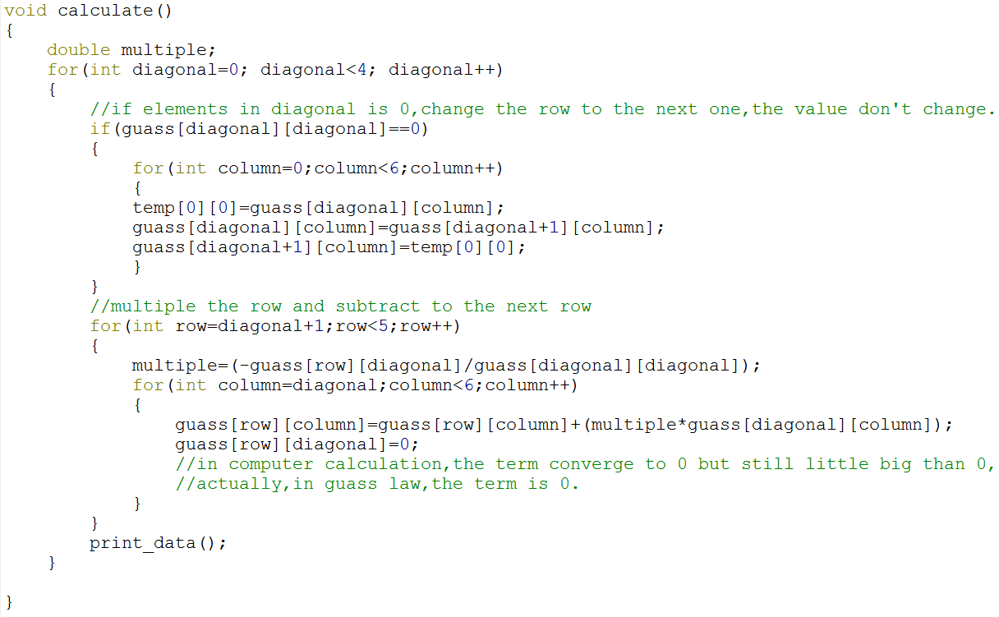 void calculate()
{
    double multiple;
    for(int diagonal=0; diagonal<4; diagonal++)
    {
        //if elements in diagonal is 0,change the row to the next one,the value don't change.
        if(guass[diagonal][diagonal]==0)
        {
            for(int column=0;column<6;column++)
            {
            temp[0][0]=guass[diagonal][column];
            guass[diagonal][column]=guass[diagonal+1][column];
            guass[diagonal+1][column]=temp[0][0];
            }
        }
        //multiple the row and subtract to the next row
        for(int row=diagonal+1;row<5;row++)
        {
            multiple=(-guass[row][diagonal]/guass[diagonal][diagonal]);
            for(int column=diagonal;column<6;column++)
            {
                guass[row][column]=guass[row][column]+(multiple*guass[diagonal][column]);
                guass[row][diagonal]=0;
                //in computer calculation,the term converge to 0 but still little big than 0,
                //actually,in guass law,the term is 0.
            }
        }
        print_data();
    }
}